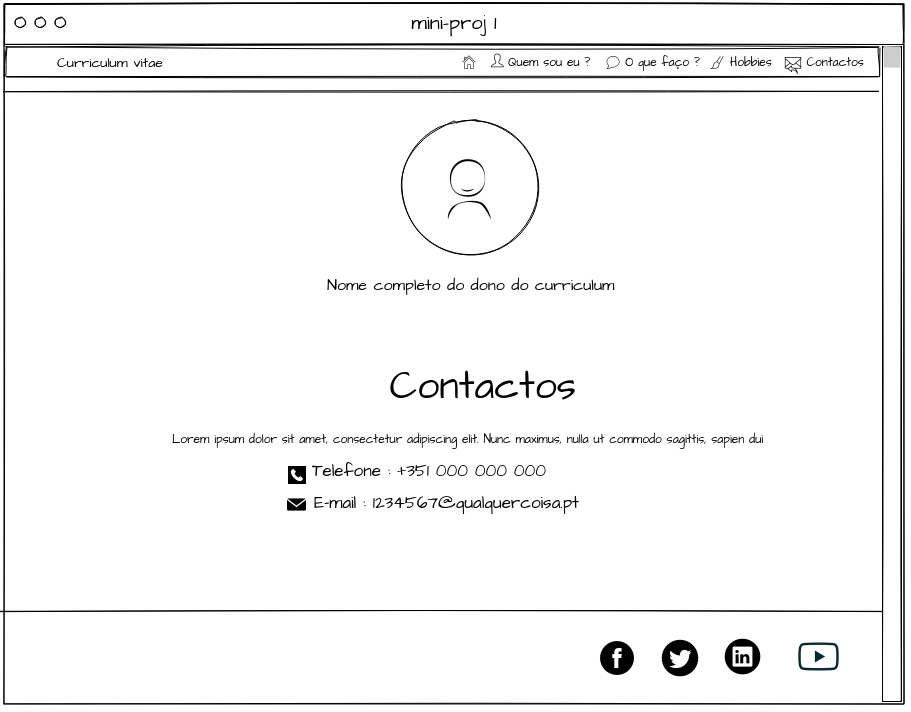 mini-proj 1
Curriculum vitae Quem sou eu ? O que faço ? Hobbies Contactos
Nome completo do dono do curriculum
Contactos
Lorem ipsum dolor sit amet, consectetur adipiscing elit. Nunc maximus, nulla ut commodo sagittis, sapien dui
Telefone : +351 000 000 000
E-mail : 1234567@qualquercoisa.pt